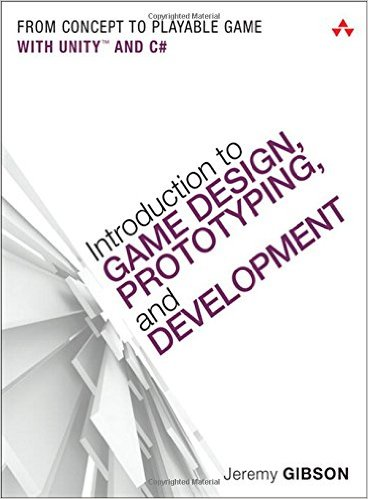 FROM CONCEPT TO PLAYABLE GAME
WITH UNITY™ AND C#
Introduction to
GAME DESIGN,
PROTOTYPING,
and
DEVELOPMENT
Jeremy GIBSON